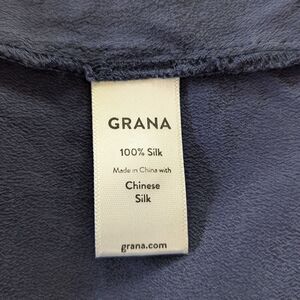 GRANA
100% Silk
Made in China with
Chinese
Silk
grana.com